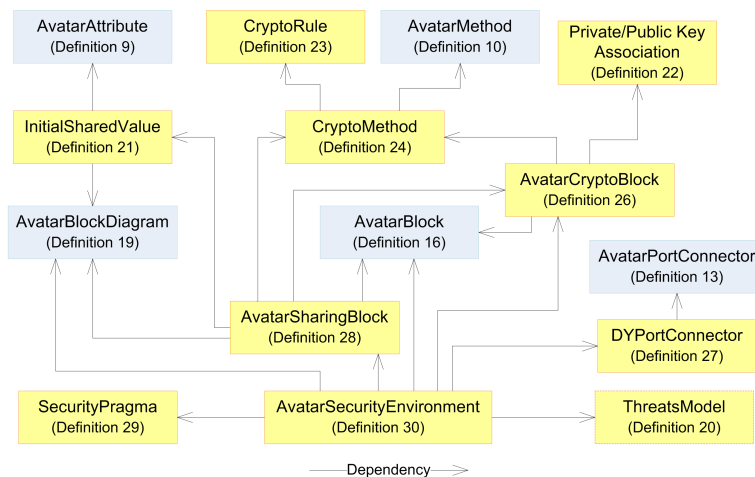 AvatarAttribute
(Definition 9)
CryptoRule
(Definition 23)
AvatarMethod
(Definition 10)
Private/Public Key
Association
(Definition 22)
InitialSharedValue
(Definition 21)
CryptoMethod
(Definition 24)
AvatarCryptoBlock
(Definition 26)
AvatarBlockDiagram
(Definition 19)
AvatarBlock
(Definition 16)
AvatarPortConnector
(Definition 13)
AvatarSharingBlock
(Definition 28)
DYPortConnector
(Definition 27)
SecurityPragma
(Definition 29)
AvatarSecurityEnvironment
(Definition 30)
ThreatsModel
(Definition 20)
Dependency